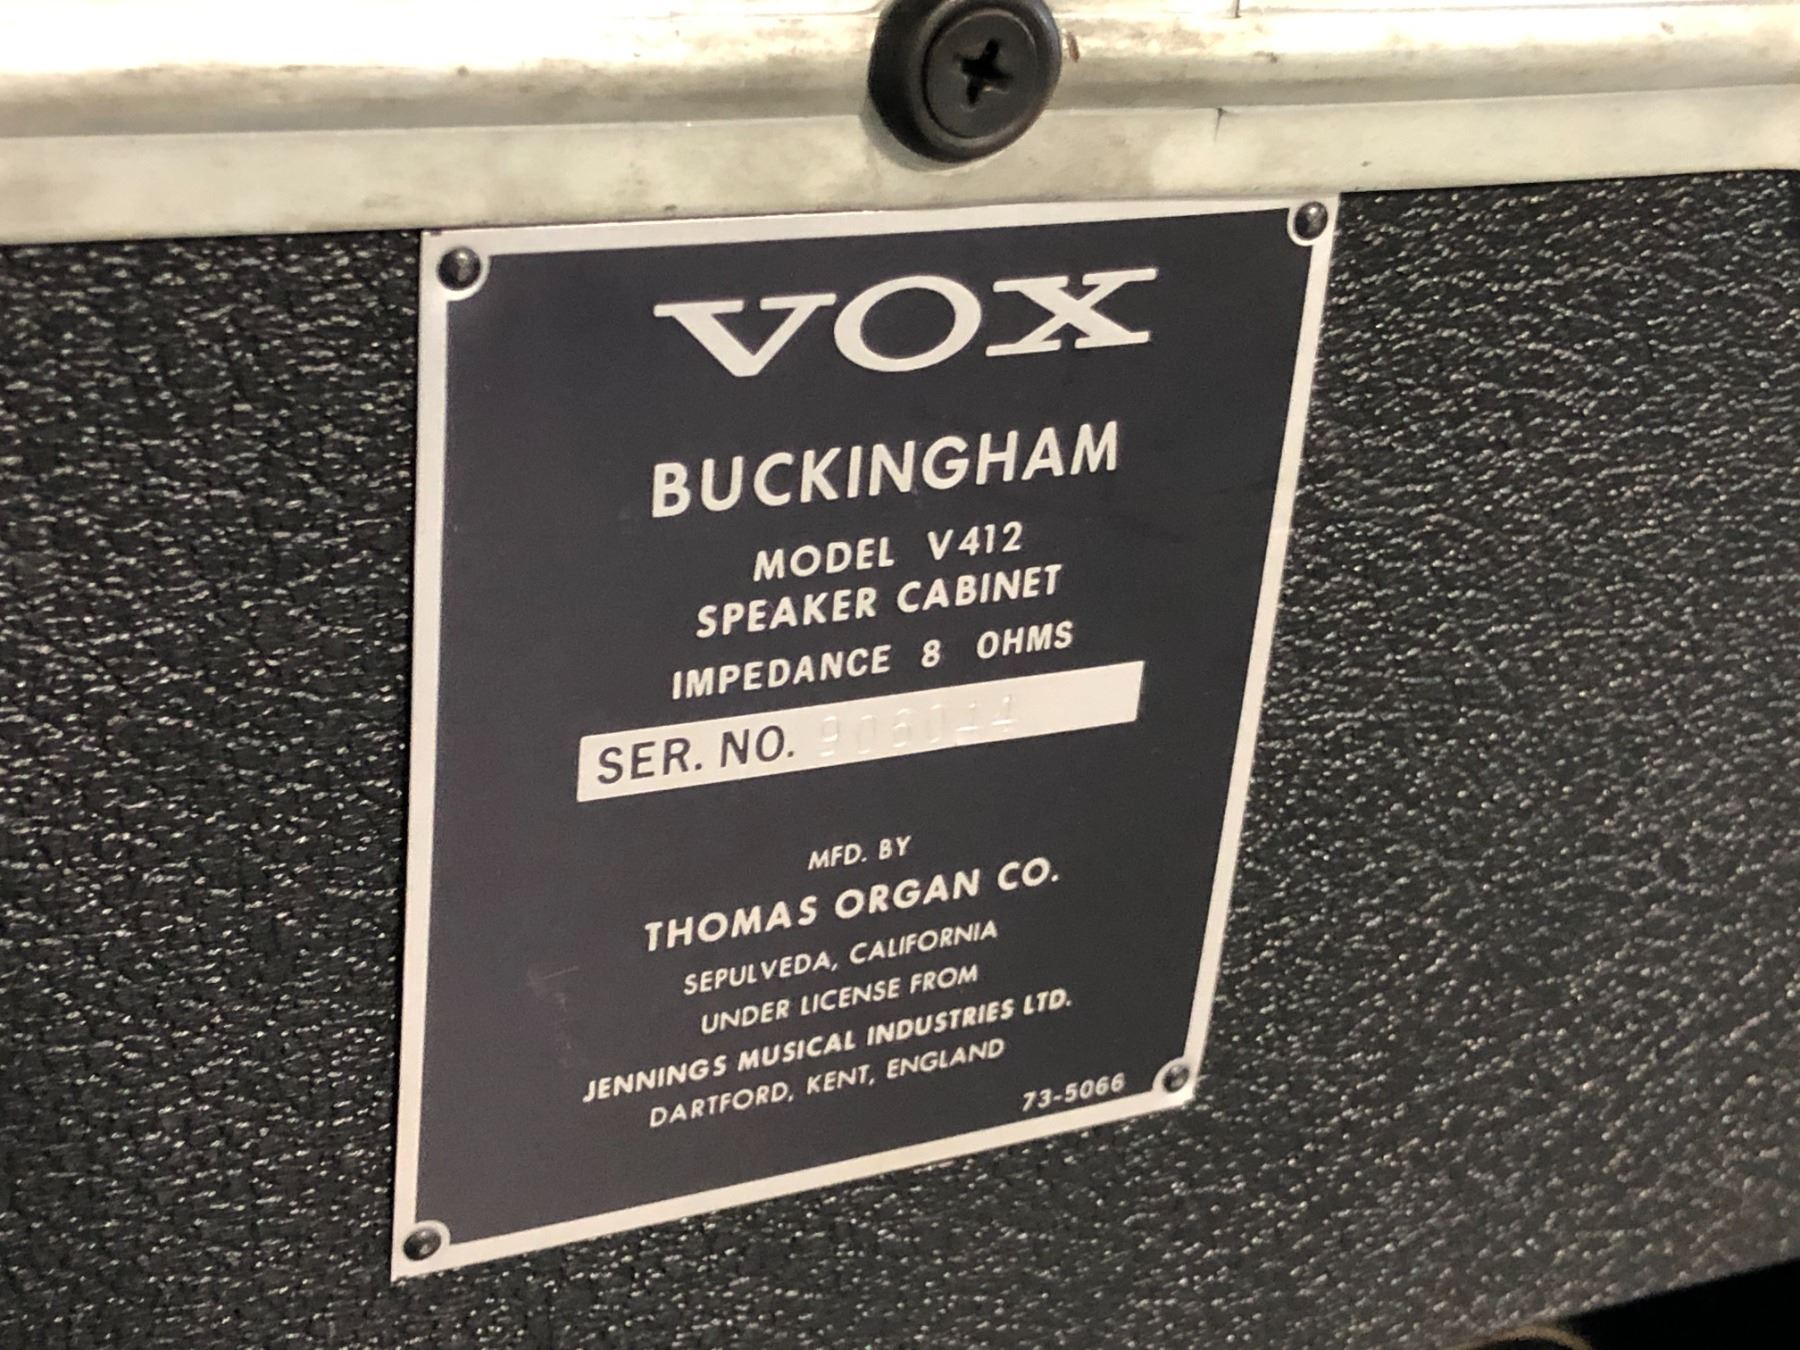 VOX
BUCKINGHAM
MODEL V412
SPEAKER CABINET
IMPEDANCE 8 OHMS
SER. NO.
MFD. BY
THOMAS ORGAN CO.
SEPULVEDA, CALIFORNIA
UNDER LICENSE FROM
JENNINGS MUSICAL INDUSTRIES LTD.
DARTFORD, KENT, ENGLAND
73-5066